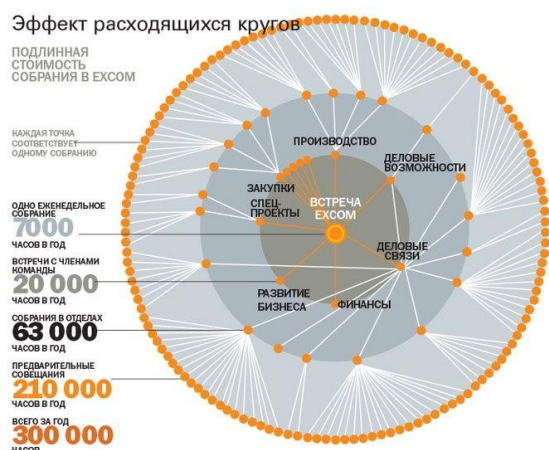 Эффект расходящихся кругов
ПОДЛИННАЯ
СТОИМОСТЬ
СОБРАНИЯ В EXCOM
КАЖДАЯ ТОЧКА
СООТВЕТСТВУЕТ
ОДНОМУ СОБРАНИЮ
ОДНО ЕЖЕНЕДЕЛЬНОЕ
СОБРАНИЕ
7000
ЧАСОВ В ГОД
ВСТРЕЧИ С ЧЛЕНАМИ
КОМАНДЫ
20 000
ЧАСОВ В ГОД
СОБРАНИЯ В ОТДЕЛАХ
63 000
ЧАСОВ В ГОД
ПРЕДВАРИТЕЛЬНЫЕ
СОВЕЩАНИЯ
210 000
ЧАСОВ В ГОД
ВСЕГО ЗА ГОД
300 000
ЧАСОВ
ПРОИЗВОДСТВО
ДЕЛОВЫЕ
ВОЗМОЖНОСТИ
ЗАКУПКИ
СПЕЦ-
ПРОЕКТЫ
ВСТРЕЧА
EXCOM
ДЕЛОВЫЕ
СВЯЗИ
РАЗВИТИЕ
БИЗНЕСА
ФИНАНСЫ